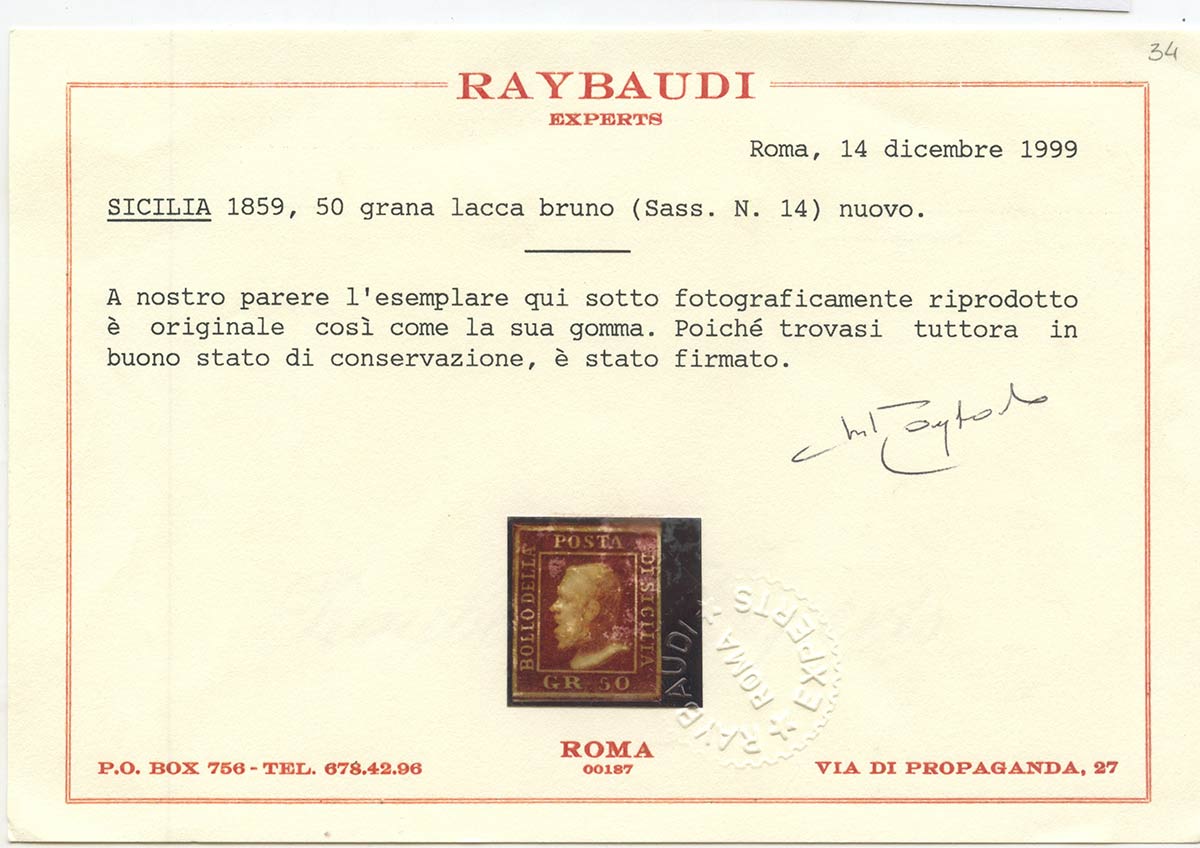 34
RAYBAUDI
EXPERTS
Roma, 14 dicembre 1999
SICILIA 1859, 50 grana lacca bruno (Sass. N. 14) nuovo.
A nostro parere l'esemplare qui sotto fotograficamente riprodotto
è originale così come la sua gomma. Poiché trovasi tuttora in
buono stato di conservazione, è stato firmato.
POSTA
BOLLO DELLA
DI SICILIA
GR. 50
RAYBAUDI ★ EXPERTS ★
ROMA
ROMA
00187
P.O. BOX 756 - TEL. 678.42.96
VIA DI PROPAGANDA, 27